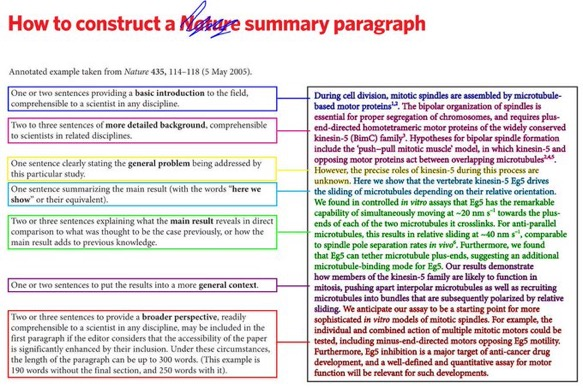 How to construct a Nature summary paragraph
Annotated example taken from Nature 435, 114–118 (5 May 2005).
One or two sentences providing a basic introduction to the field,
comprehensible to a scientist in any discipline.
Two to three sentences of more detailed background, comprehensible
to scientists in related disciplines.
One sentence clearly stating the general problem being addressed by
this particular study.
One sentence summarizing the main result (with the words "here we
show" or their equivalent).
Two or three sentences explaining what the main result reveals in direct
comparison to what was thought to be the case previously, or how the
main result adds to previous knowledge.
One or two sentences to put the results into a more general context.
Two or three sentences to provide a broader perspective, readily
comprehensible to a scientist in any discipline, may be included in the
first paragraph if the editor considers that the accessibility of the paper
is significantly enhanced by their inclusion. Under these circumstances,
the length of the paragraph can be up to 300 words. (This example is
190 words without the final section, and 250 words with it).
During cell division, mitotic spindles are assembled by microtubule-
based motor proteins1,2. The bipolar organization of spindles is
essential for proper segregation of chromosomes, and requires plus-
end-directed homotetrameric motor proteins of the widely conserved
kinesin-5 (BimC) family3. Hypotheses for bipolar spindle formation
include the 'push–pull mitotic muscle' model, in which kinesin-5 and
opposing motor proteins act between overlapping microtubules2,4,5.
However, the precise roles of kinesin-5 during this process are
unknown. Here we show that the vertebrate kinesin-5 Eg5 drives
the sliding of microtubules depending on their relative orientation.
We found in controlled in vitro assays that Eg5 has the remarkable
capability of simultaneously moving at ~20 nm s−1 towards the plus-
ends of each of the two microtubules it crosslinks. For anti-parallel
microtubules, this results in relative sliding at ~40 nm s−1, comparable
to spindle pole separation rates in vivo6. Furthermore, we found
that Eg5 can tether microtubule plus-ends, suggesting an additional
microtubule-binding mode for Eg5. Our results demonstrate
how members of the kinesin-5 family are likely to function in
mitosis, pushing apart interpolar microtubules as well as recruiting
microtubules into bundles that are subsequently polarized by relative
sliding. We anticipate our assay to be a starting point for more
sophisticated in vitro models of mitotic spindles. For example, the
individual and combined action of multiple mitotic motors could be
tested, including minus-end-directed motors opposing Eg5 motility.
Furthermore, Eg5 inhibition is a major target of anti-cancer drug
development, and a well-defined and quantitative assay for motor
function will be relevant for such developments.